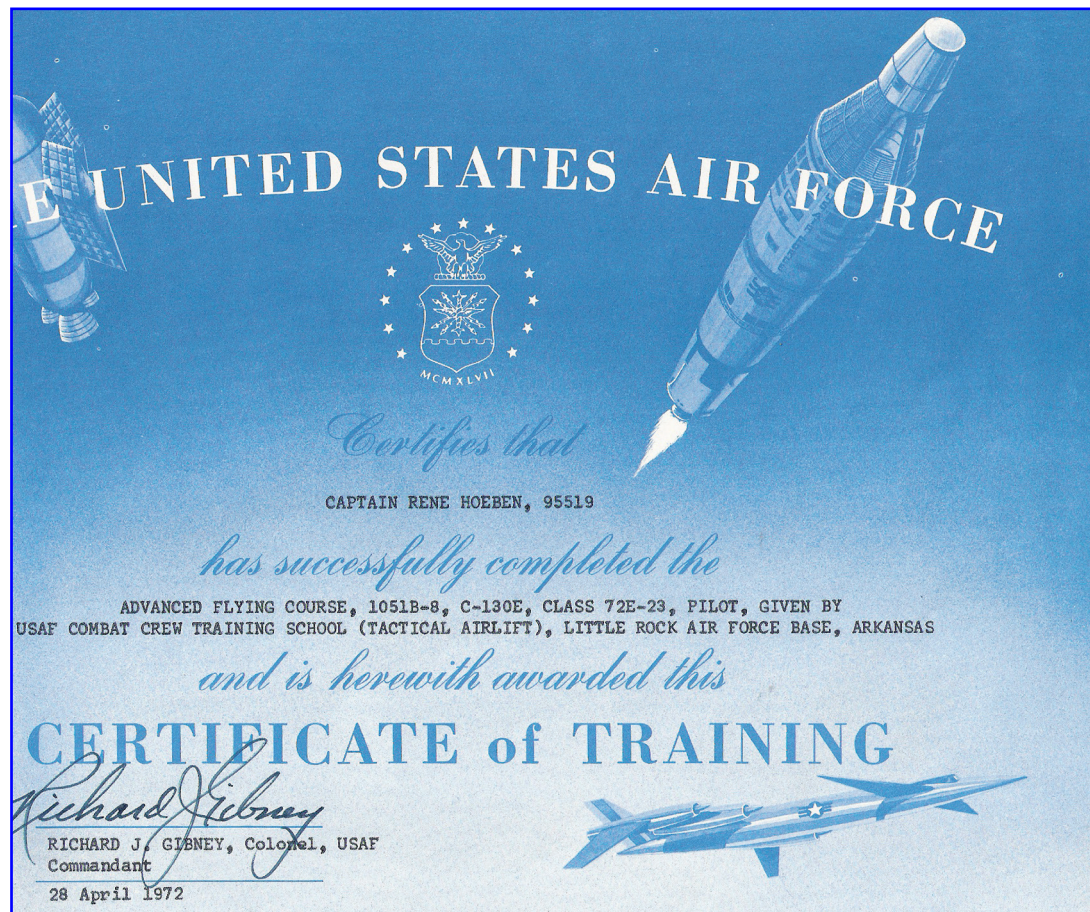 E UNITED STATES AIR FORCE
MCMXLVII
Certifies that
CAPTAIN RENE HOEBEN, 95519
has successfully completed the
ADVANCED FLYING COURSE, 1051B-8, C-130E, CLASS 72E-23, PILOT, GIVEN BY
USAF COMBAT CREW TRAINING SCHOOL (TACTICAL AIRLIFT), LITTLE ROCK AIR FORCE BASE, ARKANSAS
and is herewith awarded this
CERTIFICATE of TRAINING
Richard J Gibney
RICHARD J. GIBNEY, Colonel, USAF
Commandant
28 April 1972